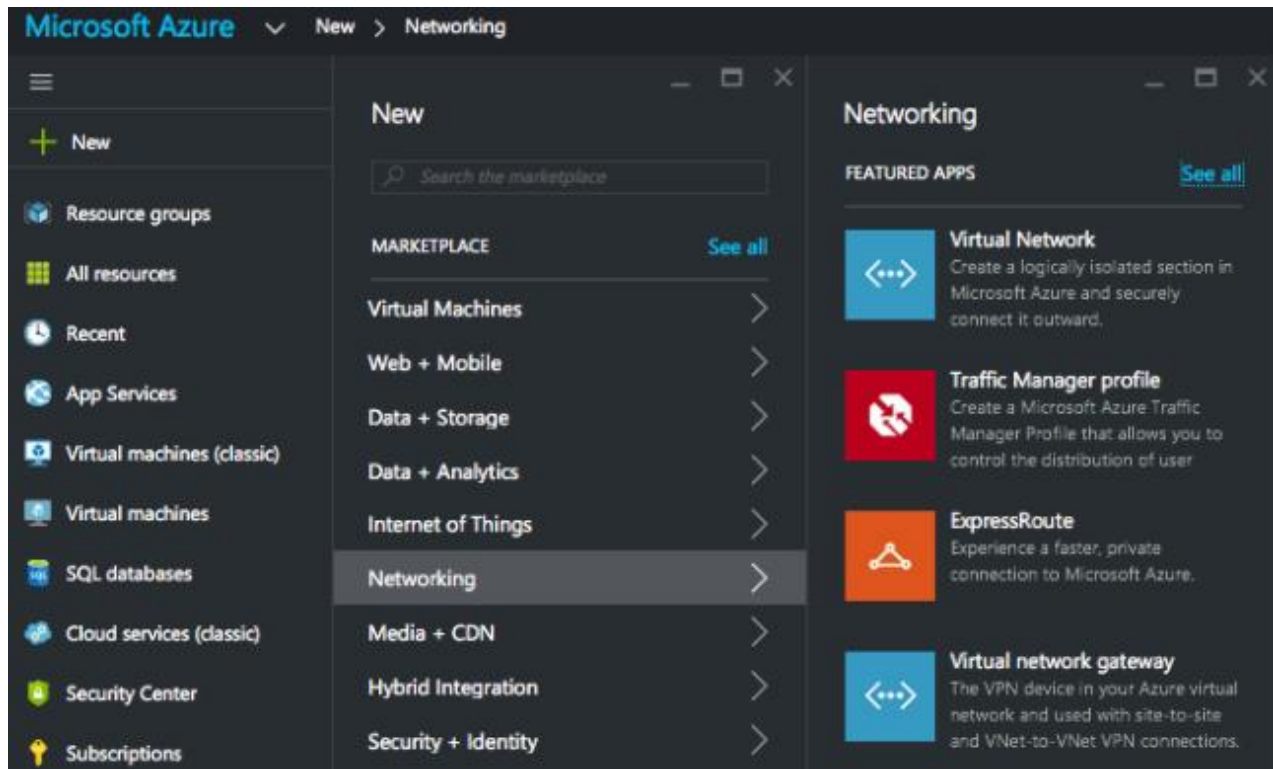 Microsoft Azure New > Networking
New
Resource groups
All resources
Recent
App Services
Virtual machines (classic)
Virtual machines
SQL databases
Cloud services (classic)
Security Center
Subscriptions
New
Search the marketplace
MARKETPLACE See all
Virtual Machines
Web + Mobile
Data + Storage
Data + Analytics
Internet of Things
Networking
Media + CDN
Hybrid Integration
Security + Identity
Networking
FEATURED APPS See all
Virtual Network
Create a logically isolated section in
Microsoft Azure and securely
connect it outward.
Traffic Manager profile
Create a Microsoft Azure Traffic
Manager Profile that allows you to
control the distribution of user
ExpressRoute
Experience a faster, private
connection to Microsoft Azure.
Virtual network gateway
The VPN device in your Azure virtual
network and used with site-to-site
and VNet-to-VNet VPN connections.